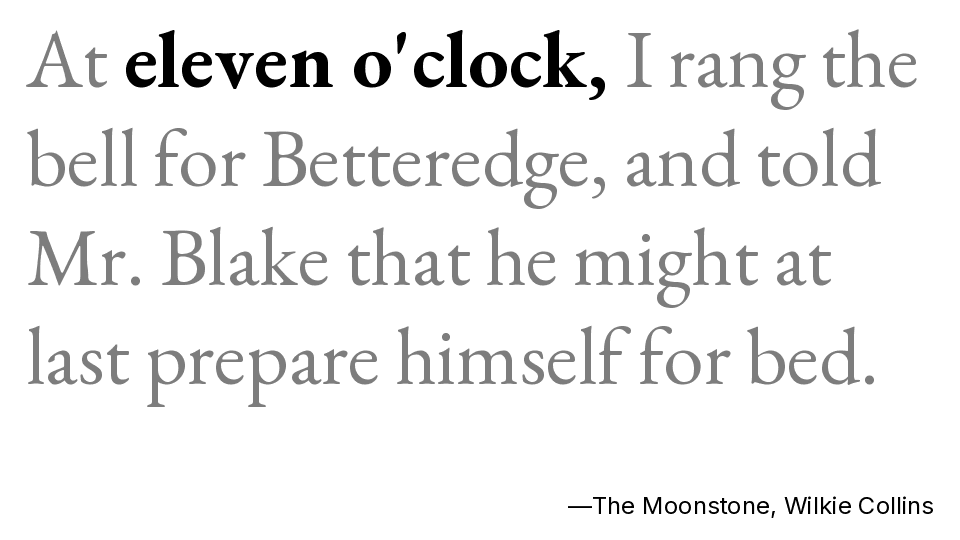 At eleven o'clock, I rang the
bell for Betteredge, and told
Mr. Blake that he might at
last prepare himself for bed.
—The Moonstone, Wilkie Collins